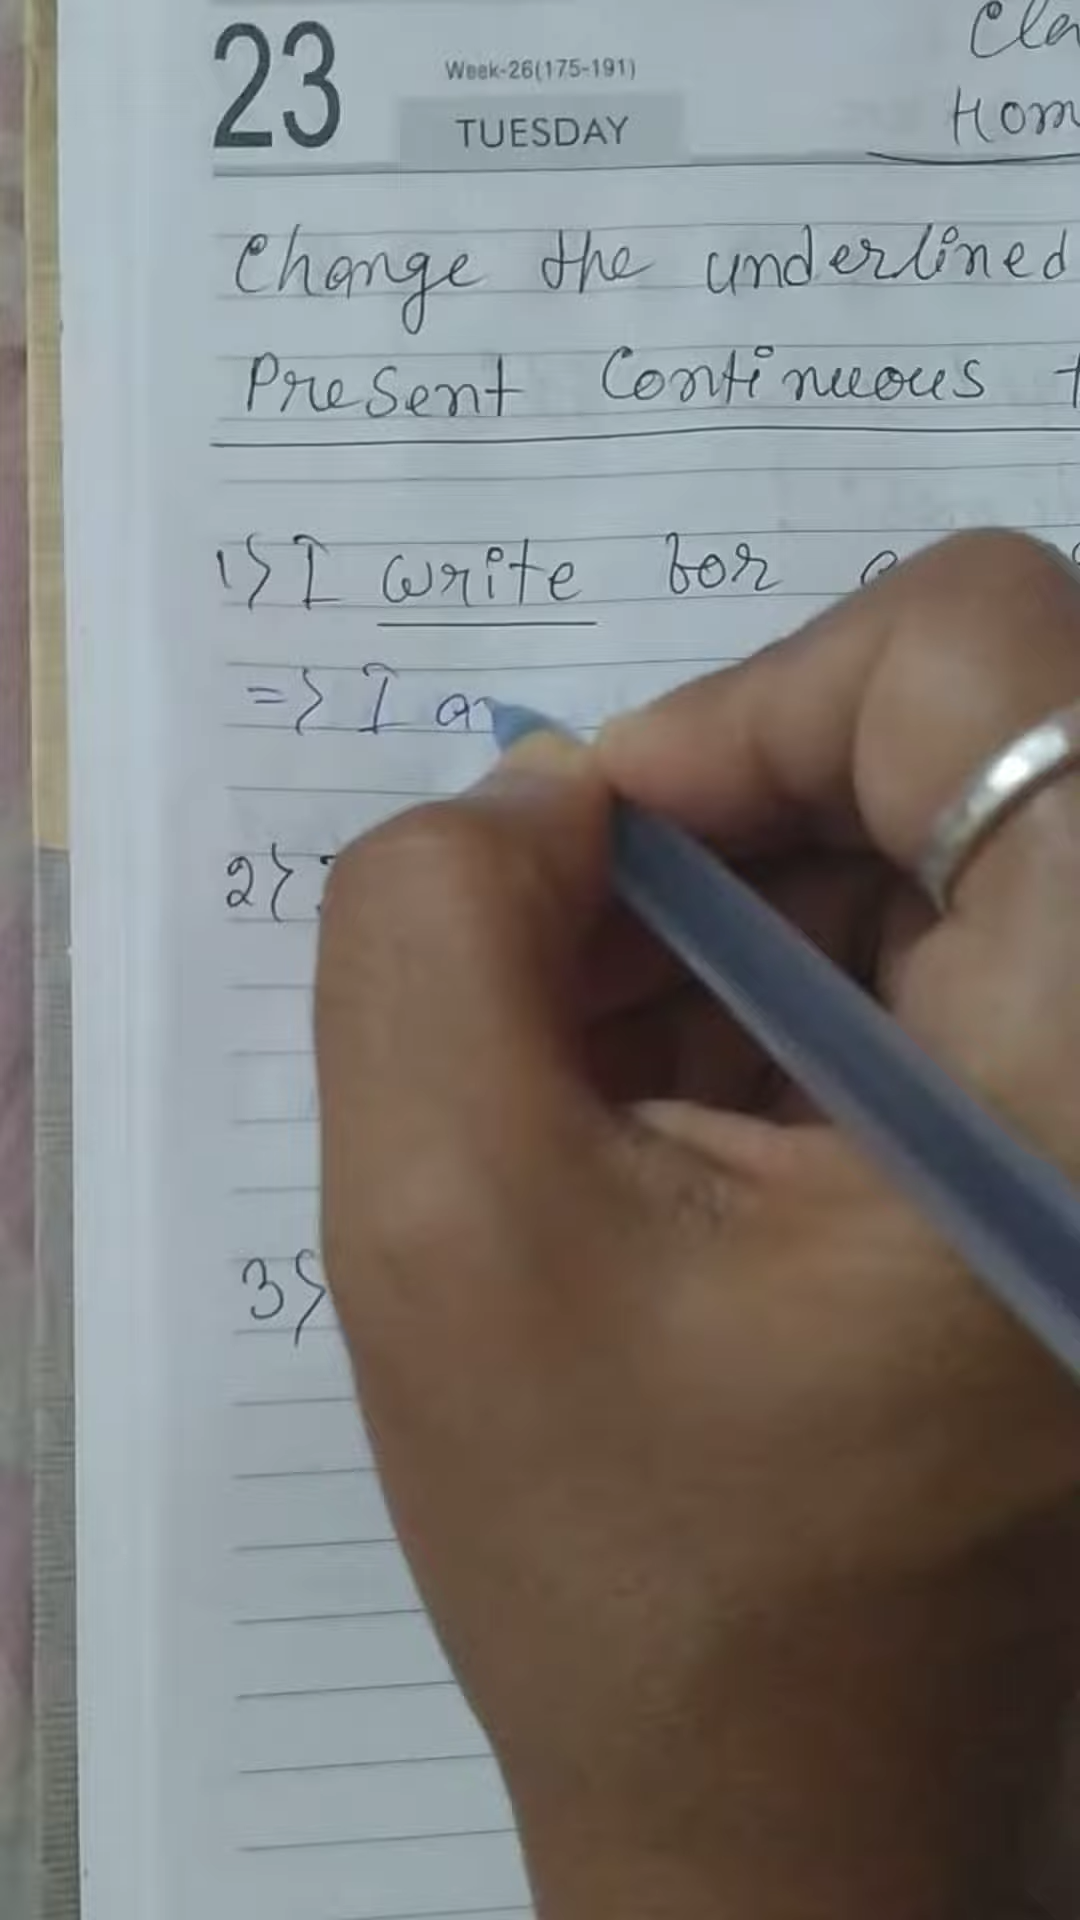 23
Week-26(175-191)
TUESDAY
Change the underlined
Present Continuous
1} I write for
=} I
2}
3}